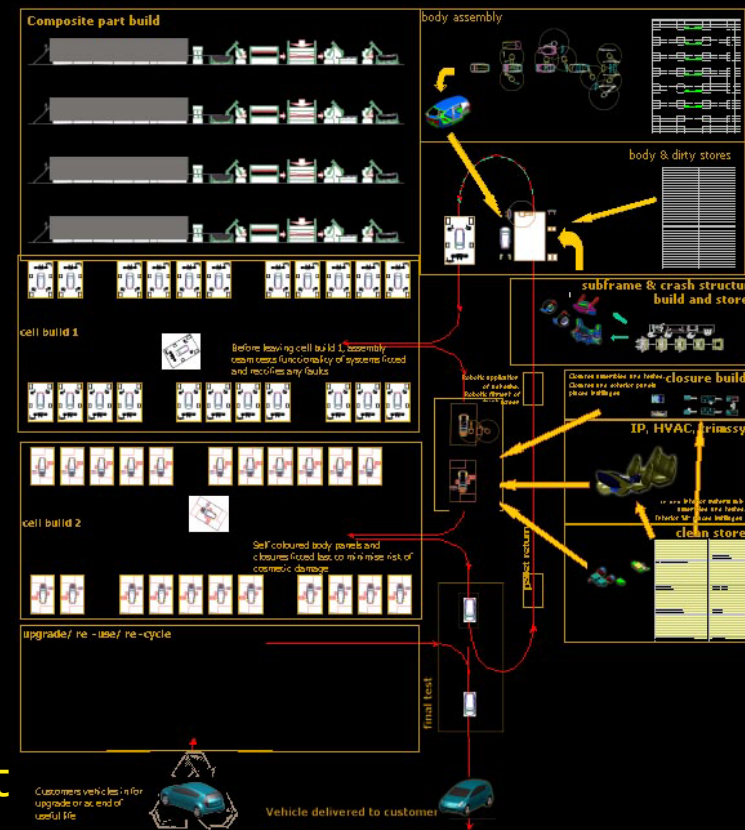 Composite part build
body assembly
body & dirty stores
subframe & crash structu
build and store
cell build 1
Before leaving cell build 1, assembly
team tests functionality of systems fitted
and rectifies any faults
Robotic application
closure build
IP, HVAC, trimssy
clean store
cell build 2
Self coloured body panels and
closures fitted last to minimise risk of
cosmetic damage
pallet return
upgrade/ re -use/ re -cycle
final test
t
Customers vehicles in for
upgrade or at end of
useful life
Vehicle delivered to customer